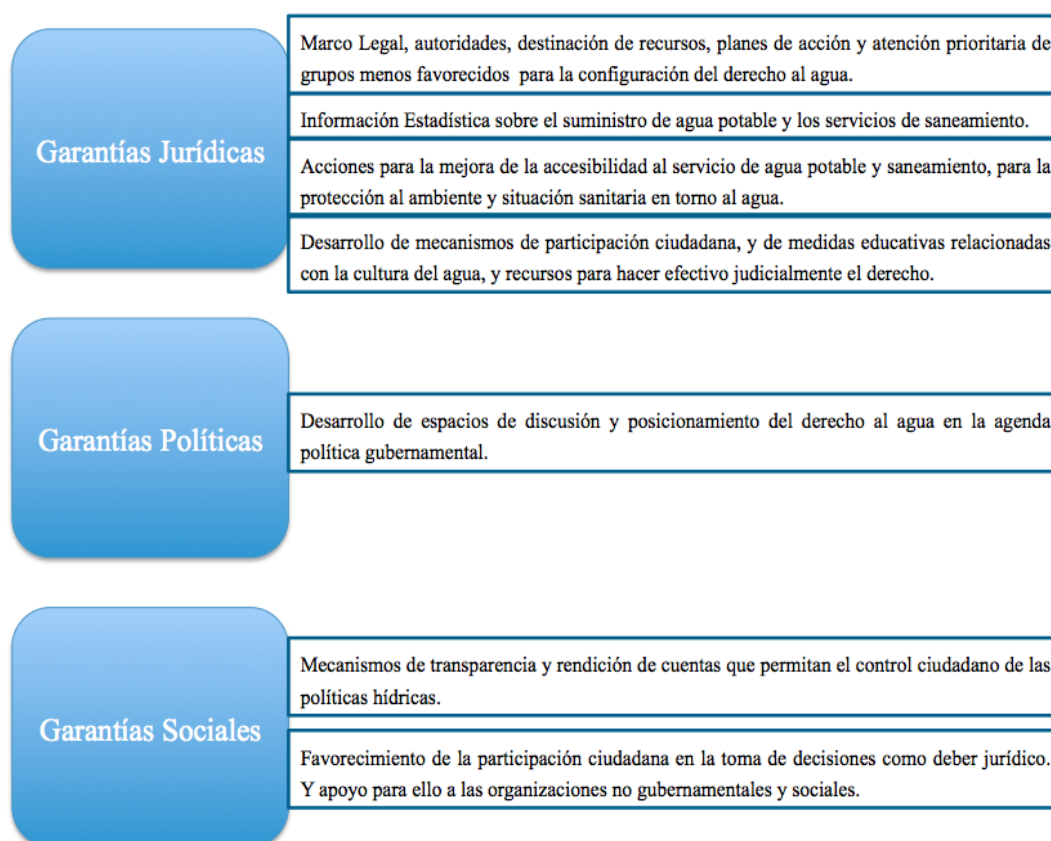 Garantías Jurídicas
Marco Legal, autoridades, destinación de recursos, planes de acción y atención prioritaria de
grupos menos favorecidos para la configuración del derecho al agua.
Información Estadística sobre el suministro de agua potable y los servicios de saneamiento.
Acciones para la mejora de la accesibilidad al servicio de agua potable y saneamiento, para la
protección al ambiente y situación sanitaria en torno al agua.
Desarrollo de mecanismos de participación ciudadana, y de medidas educativas relacionadas
con la cultura del agua, y recursos para hacer efectivo judicialmente el derecho.
Garantías Políticas
Desarrollo de espacios de discusión y posicionamiento del derecho al agua en la agenda
política gubernamental.
Garantías Sociales
Mecanismos de transparencia y rendición de cuentas que permitan el control ciudadano de las
políticas hídricas.
Favorecimiento de la participación ciudadana en la toma de decisiones como deber jurídico.
Y apoyo para ello a las organizaciones no gubernamentales y sociales.